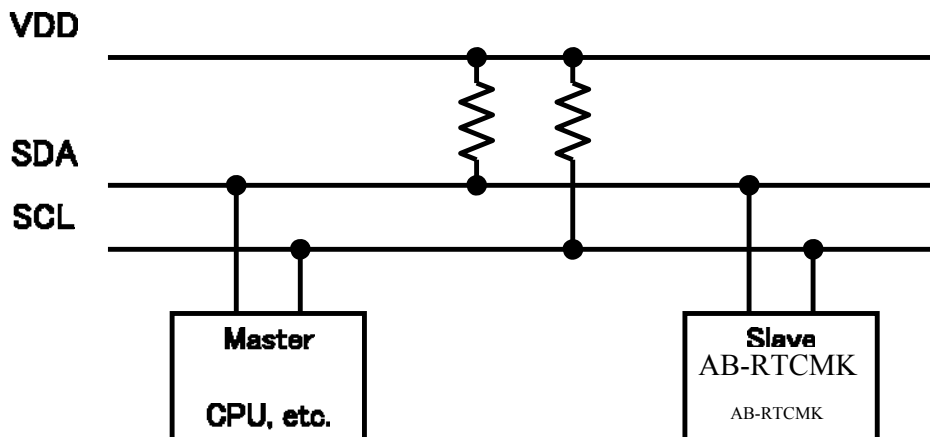 VDD
SDA
SCL
Master
CPU, etc.
Slave
AB-RTCMK
AB-RTCMK